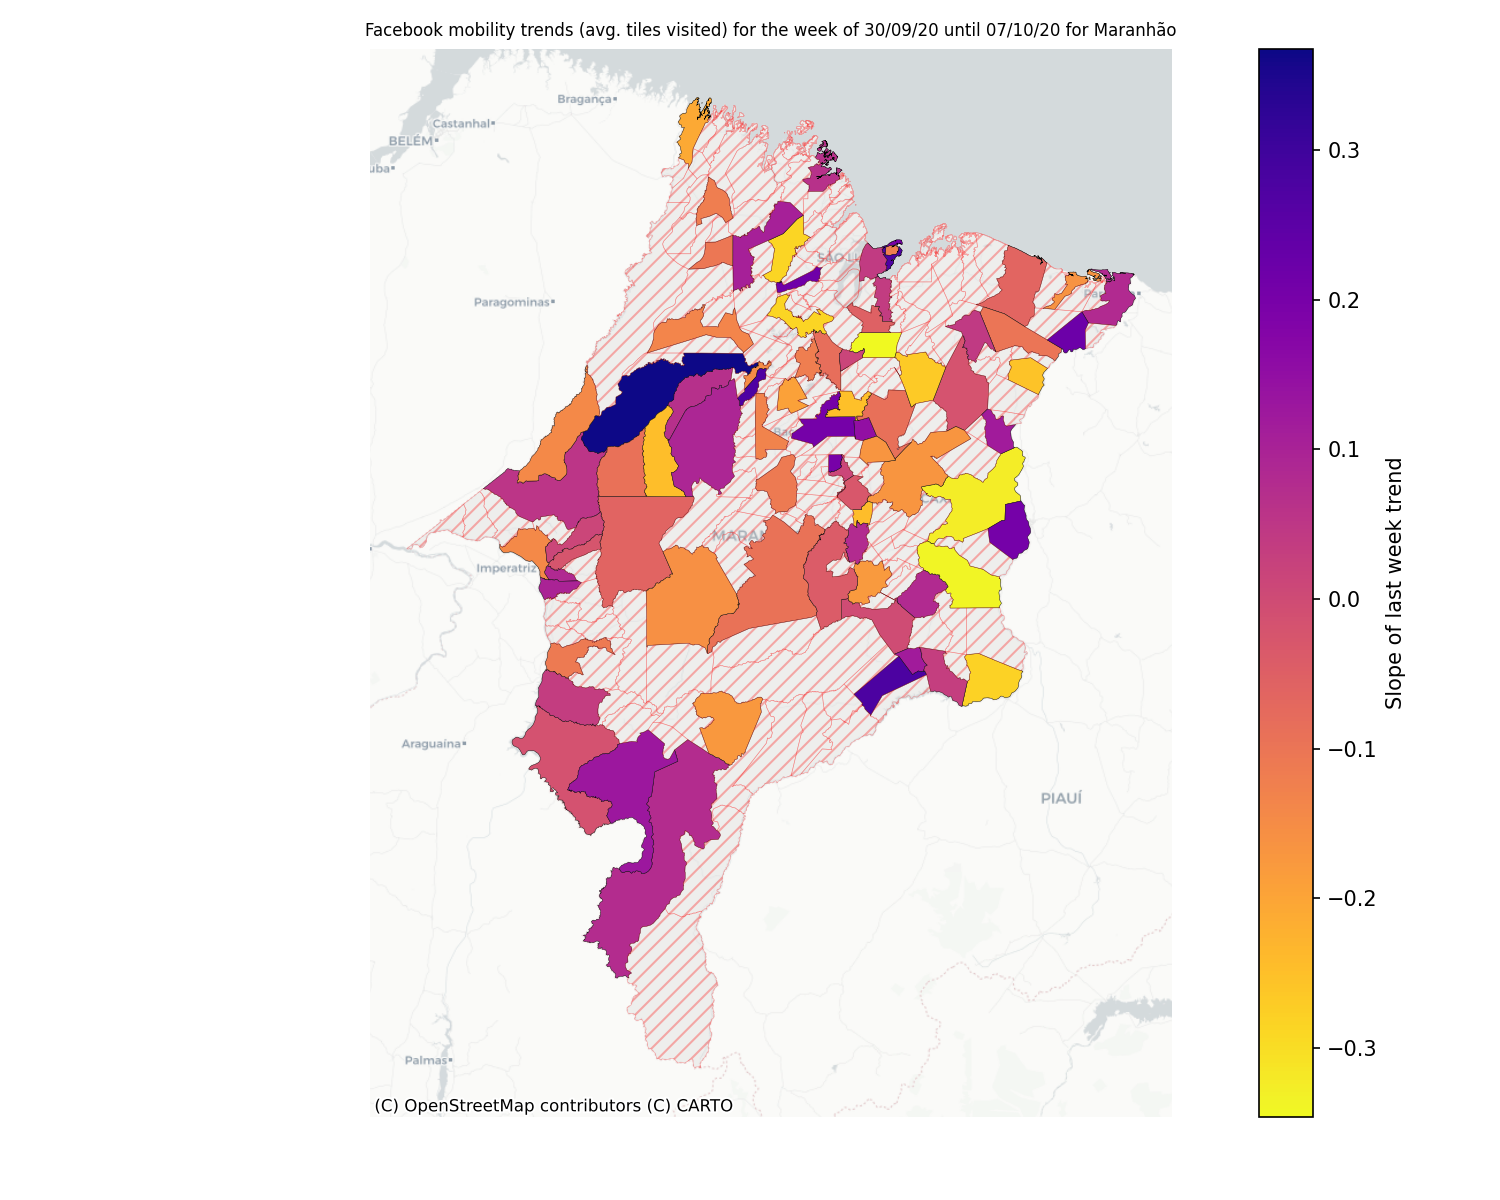 Facebook mobility trends (avg. tiles visited) for the week of 30/09/20 until 07/10/20 for Maranhão
Bragança
Castanhal
BELÉM
uba
SÃO L
Paragominas
0.3
0.2
0.1
0.0
−0.1
−0.2
−0.3
Slope of last week trend
MARAN
Imperatriz
Araguaína
PIAUÍ
Palmas
(C) OpenStreetMap contributors (C) CARTO